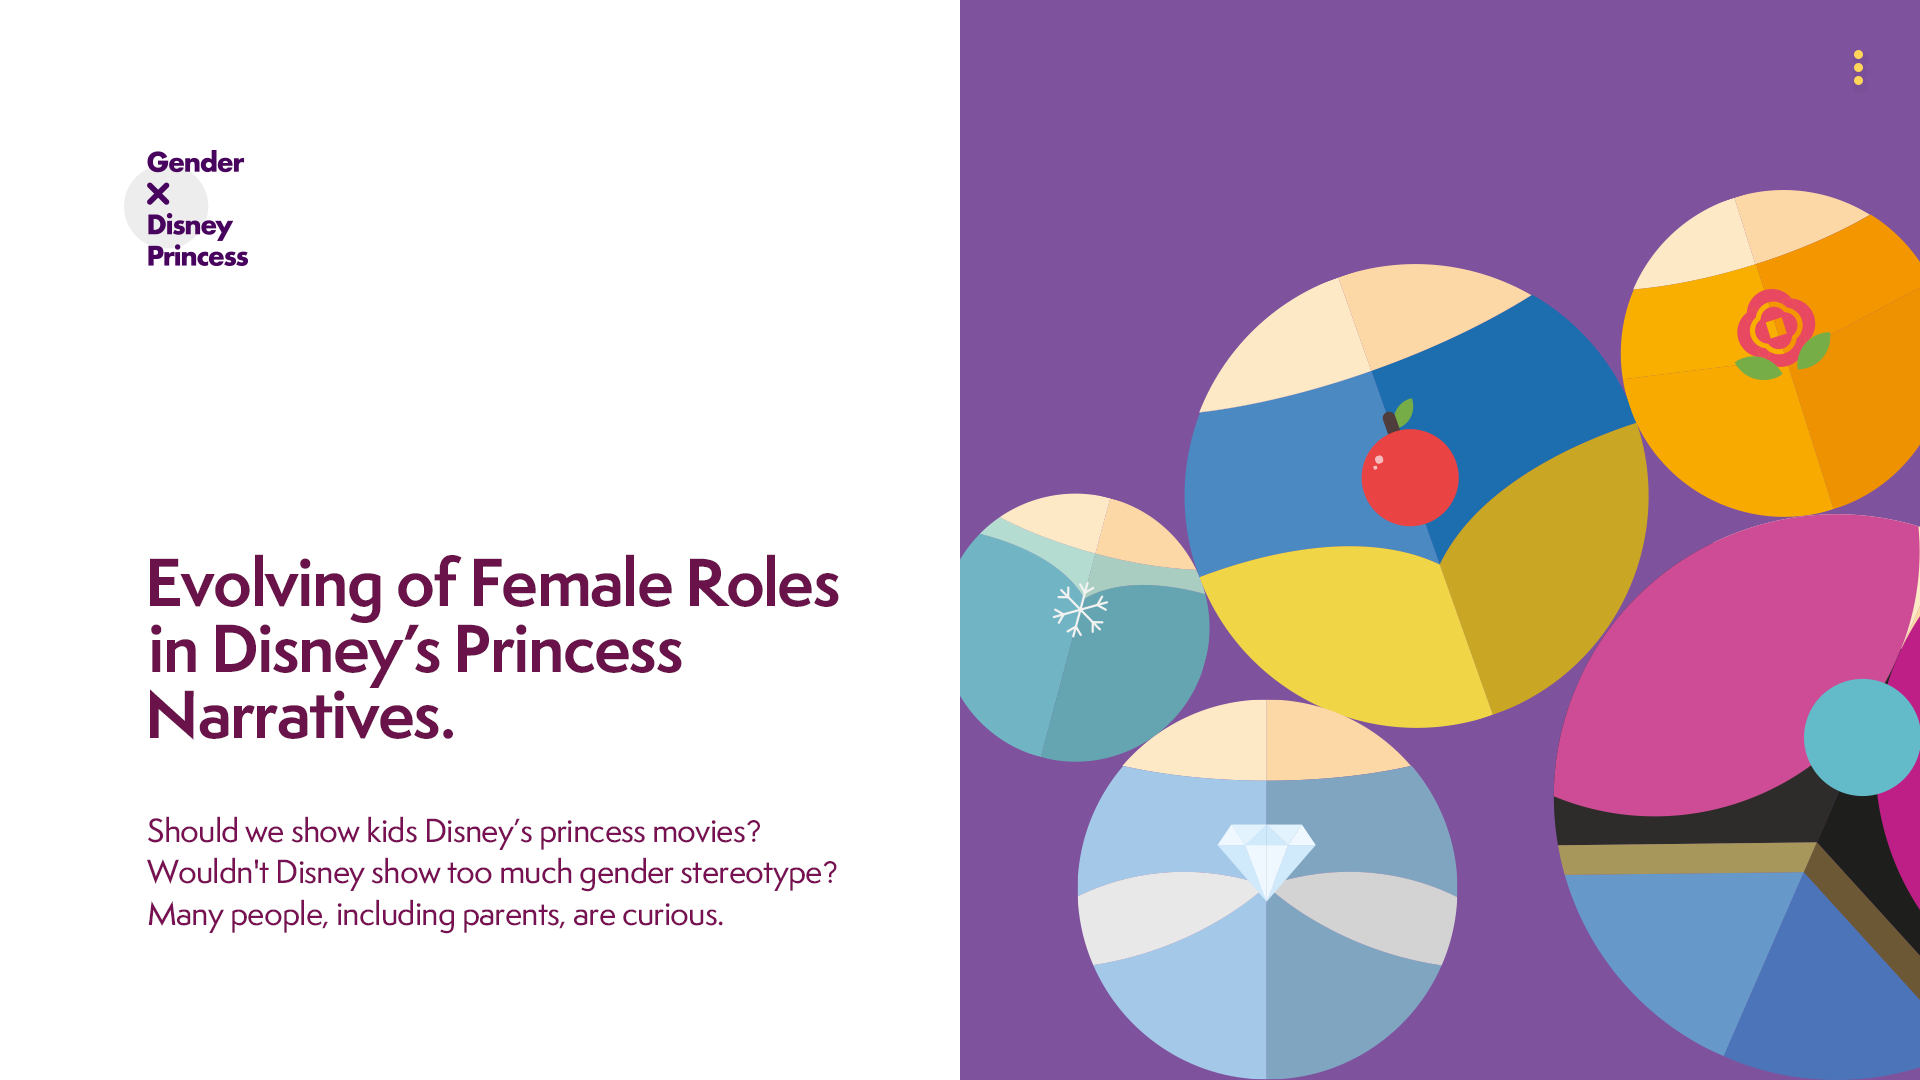 Gender
×
Disney
Princess
Evolving of Female Roles
in Disney’s Princess
Narratives.
Should we show kids Disney’s princess movies?
Wouldn't Disney show too much gender stereotype?
Many people, including parents, are curious.